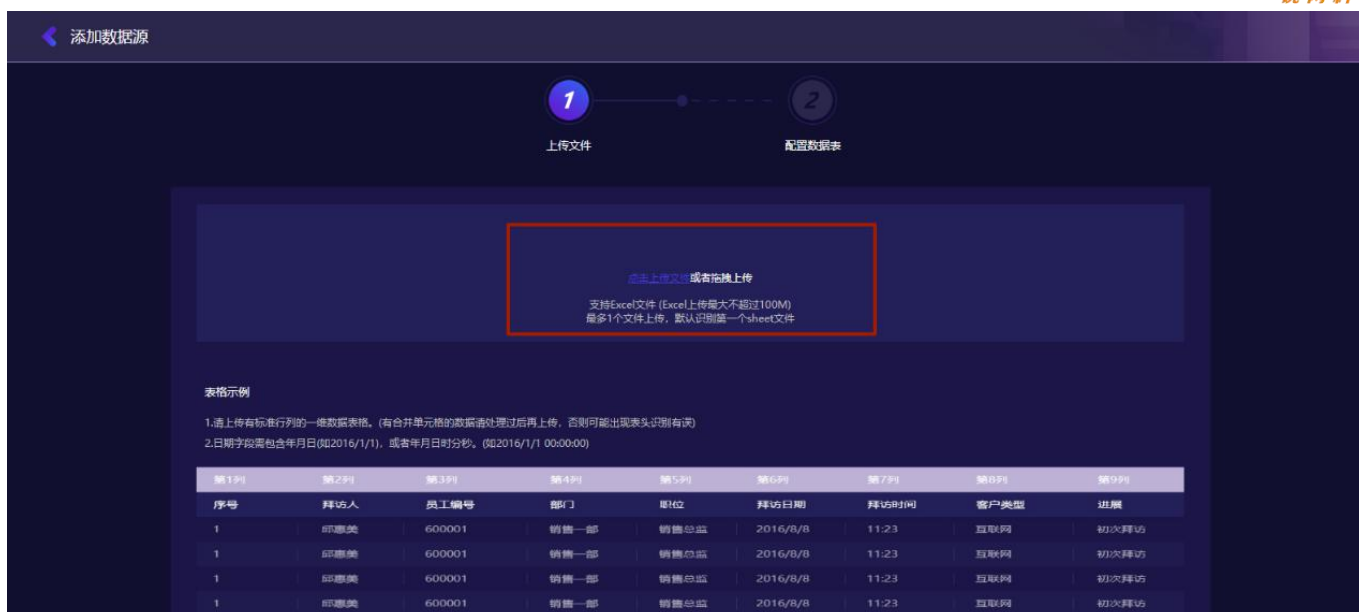 添加数据源
1 2
上传文件 配置数据表
点击上传文件或者拖拽上传
支持Excel文件 (Excel上传最大不超过100M)
最多1个文件上传，默认识别第一个sheet文件
表格示例
1.请上传有标准行列的一维数据表格。(有合并单元格的数据请处理过后再上传，否则可能出现表头识别有误)
2.日期字段需包含年月日(如2016/1/1)，或者年月日时分秒。(如2016/1/1 00:00:00)
第1列 第2列 第3列 第4列 第5列 第6列 第7列 第8列 第9列
序号 拜访人 员工编号 部门 职位 拜访日期 拜访时间 客户类型 进展
1 邱惠美 600001 销售一部 销售总监 2016/8/8 11:23 互联网 初次拜访
1 邱惠美 600001 销售一部 销售总监 2016/8/8 11:23 互联网 初次拜访
1 邱惠美 600001 销售一部 销售总监 2016/8/8 11:23 互联网 初次拜访
1 邱惠美 600001 销售一部 销售总监 2016/8/8 11:23 互联网 初次拜访